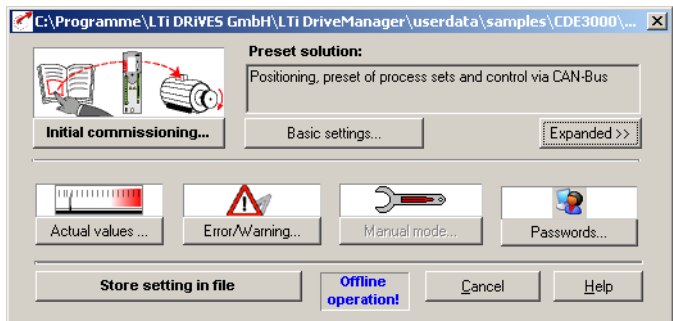 C:\Programme\LTi DRiVES GmbH\LTi DriveManager\userdata\samples\CDE3000\...
Preset solution:
Positioning, preset of process sets and control via CAN-Bus
Initial commissioning...
Basic settings...
Expanded >>
Actual values ...
Error/Warning...
Manual mode...
Passwords...
Store setting in file
Offline
operation!
Cancel
Help